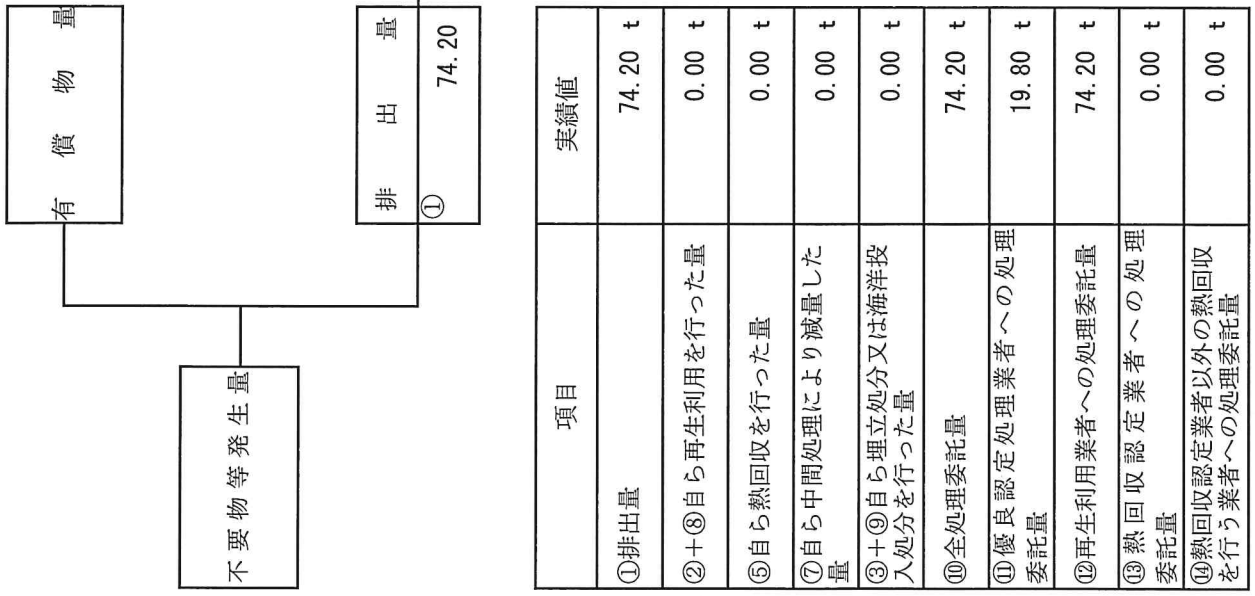 有償物量
排出量
① 74.20
不要物等発生量
項目 実績値
①排出量 74.20 t
②+⑧自ら再生利用を行った量 0.00 t
⑤自ら熱回収を行った量 0.00 t
⑦自ら中間処理により減量した
量 0.00 t
③+⑨自ら埋立処分又は海洋投
入処分を行った量 0.00 t
⑩全処理委託量 74.20 t
⑪優良認定処理業者への処理
委託量 19.80 t
⑫再生利用業者への処理委託量 74.20 t
⑬熱回収認定業者への処理
委託量 0.00 t
⑭熱回収認定業者以外の熱回収
を行う業者への処理委託量 0.00 t